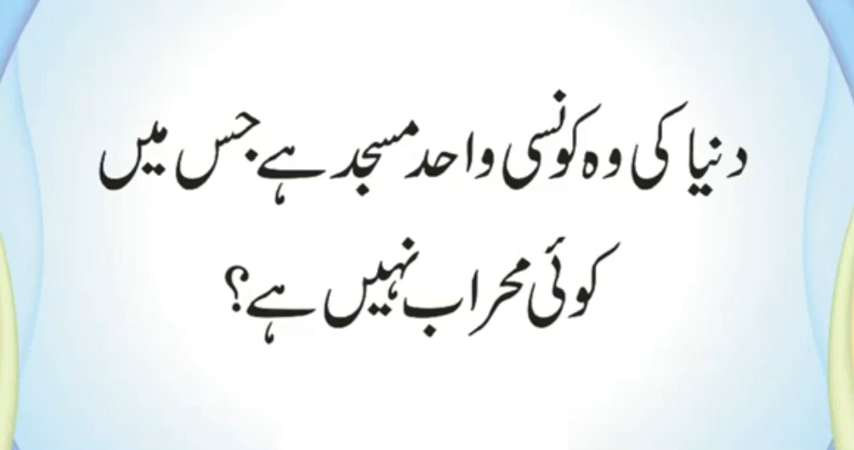 دنیا کی وہ کونسی واحد مسجد ہے جس میں
کوئی محراب نہیں ہے؟